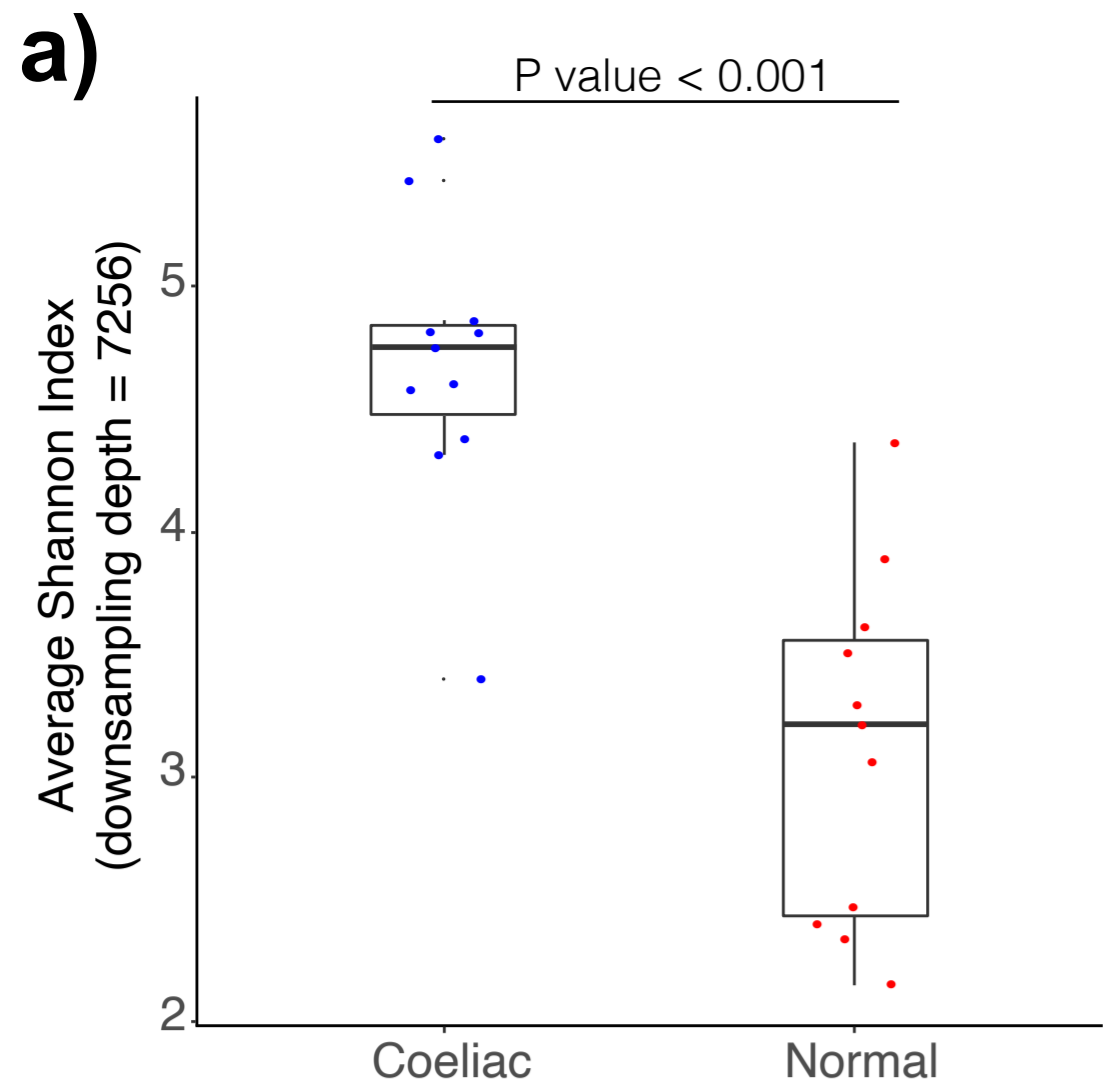 a)
P value < 0.001
Average Shannon Index
(downsampling depth = 7256)
5
4
3
2
Coeliac
Normal